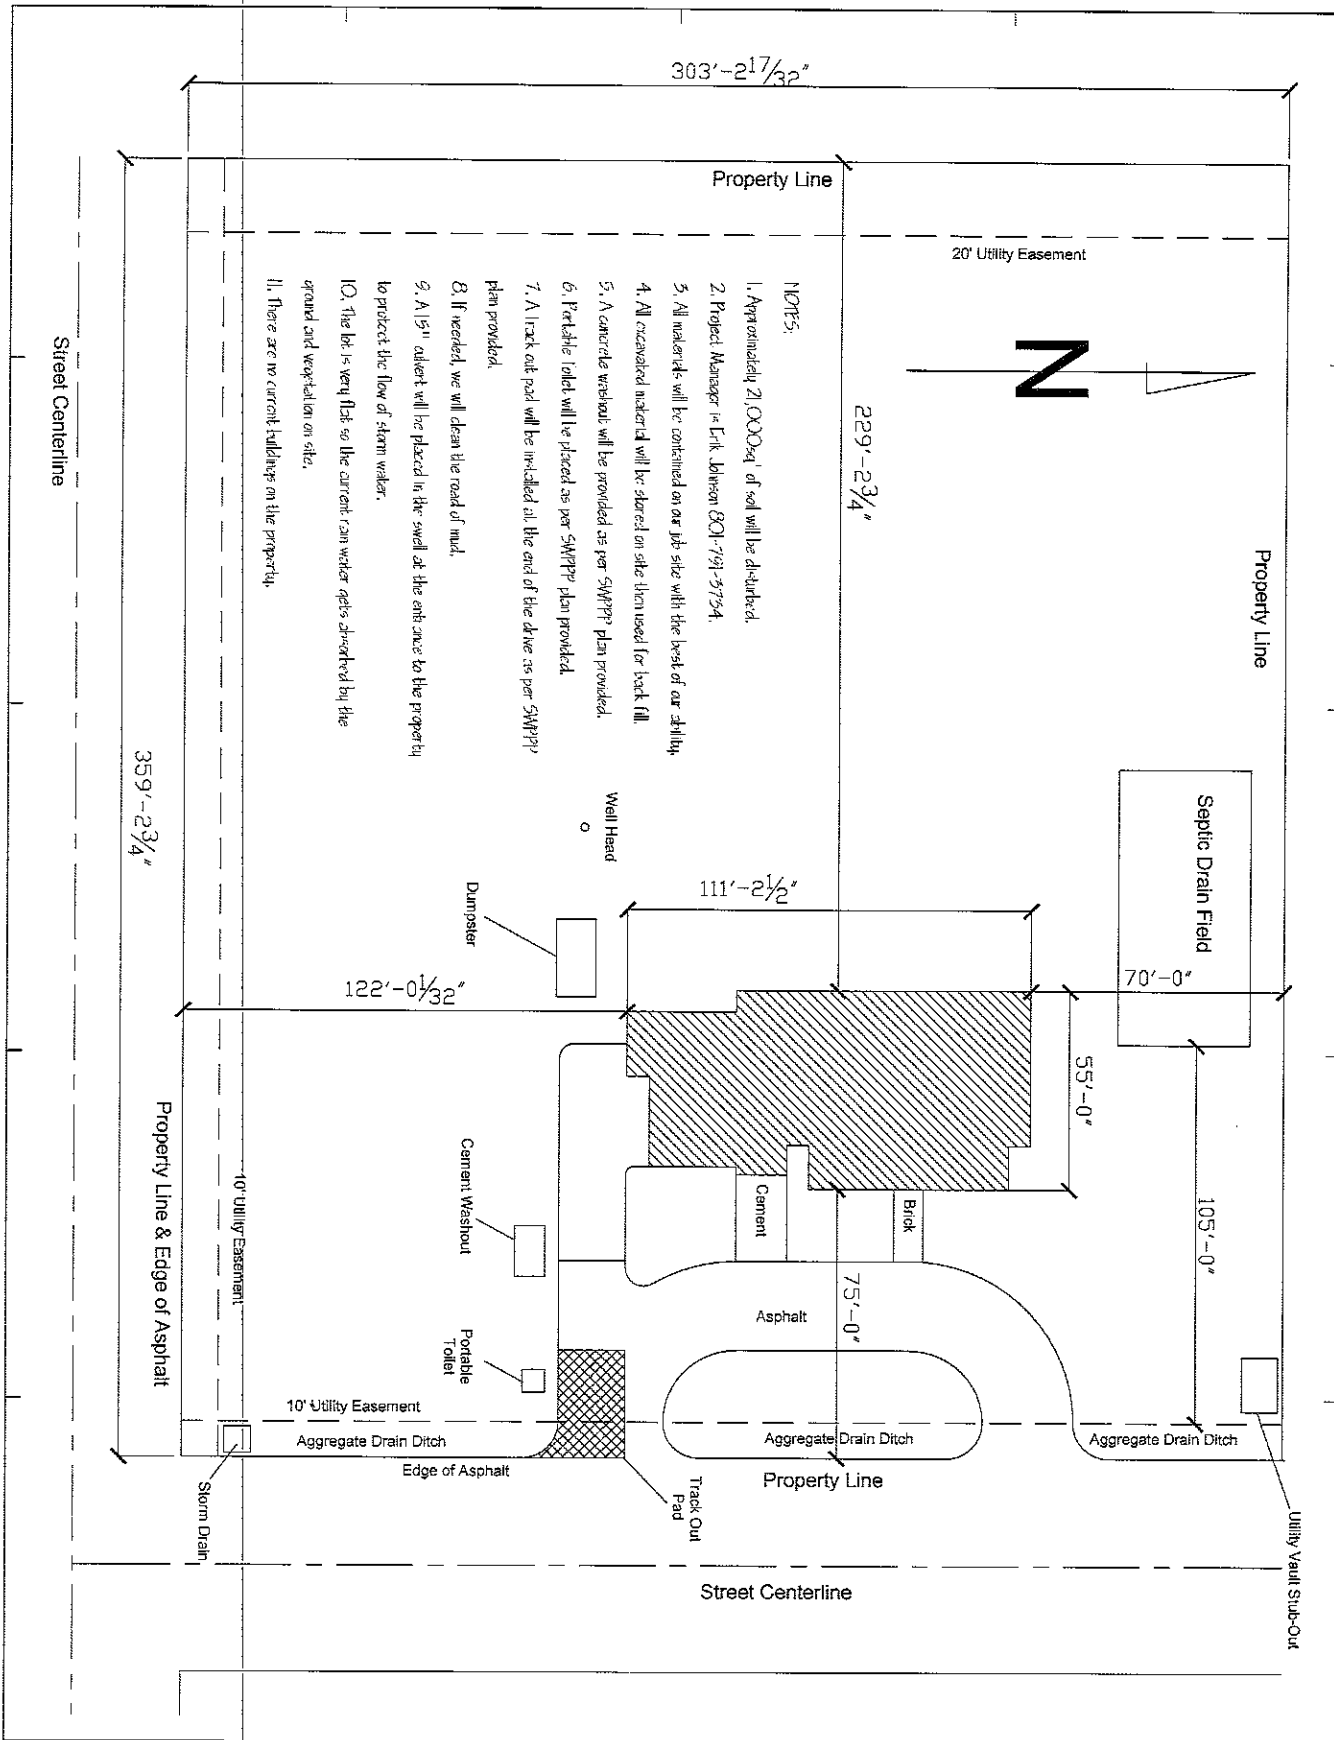 303'-2 17/32"
Property Line
20' Utility Easement
N
229'-2 3/4"
Property Line
NOTES:
1. Approximately 21,000sq' of soil will be disturbed.
2. Project Manager is Erik Johnson 801-791-3734.
3. All materials will be contained on our job site with the best of our ability.
4. All excavated material will be stored on site then used for back fill.
5. A concrete washout will be provided as per SWPPP plan provided.
6. Portable Toilet will be placed as per SWPPP plan provided.
7. A Track out pad will be installed at the end of the drive as per SWPPP
plan provided.
8. If needed, we will clean the road of mud.
9. A 15" culvert will be placed in the swell at the entrance to the property
to protect the flow of storm water.
10. The lot is very flat so the current rain water gets absorbed by the
ground and vegetation on site.
11. There are no current buildings on the property.
Street Centerline
359'-2 3/4"
Septic Drain Field
Well Head
Dumpster
111'-2 1/2"
70'-0"
122'-0 1/32"
55'-0"
105'-0"
Property Line & Edge of Asphalt
10' Utility Easement
Cement Washout
Cement
Brick
75'-0"
Asphalt
Portable
Toilet
10' Utility Easement
Aggregate Drain Ditch
Edge of Asphalt
Aggregate Drain Ditch
Property Line
Aggregate Drain Ditch
Storm Drain
Track Out
Pad
Utility Vault Stub-Out
Street Centerline